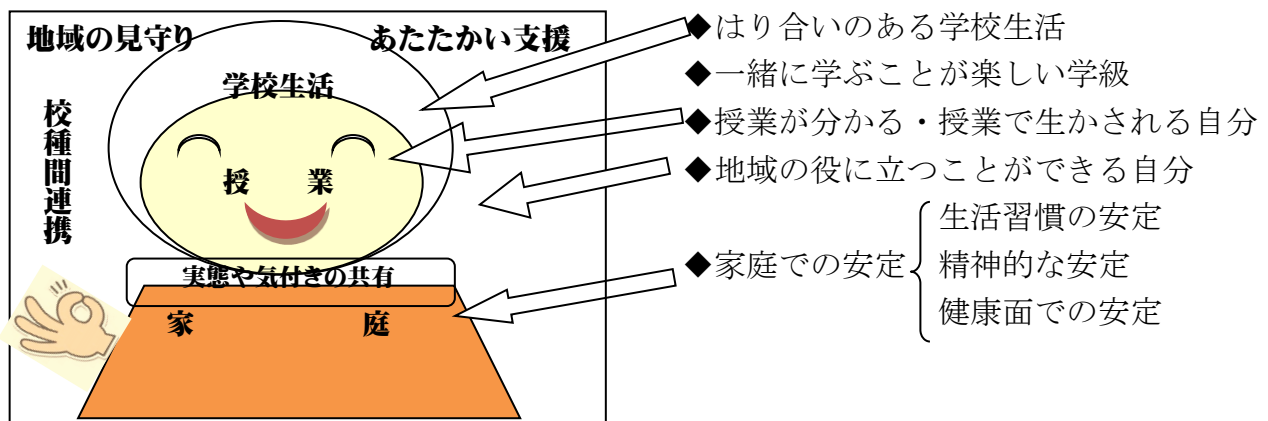 地域の見守り
あたたかい支援
学校生活
校種間連携
授 業
実態や気付きの共有
家 庭
◆はり合いのある学校生活
◆一緒に学ぶことが楽しい学級
◆授業が分かる・授業で生かされる自分
◆地域の役に立つことができる自分
◆家庭での安定
生活習慣の安定
精神的な安定
健康面での安定